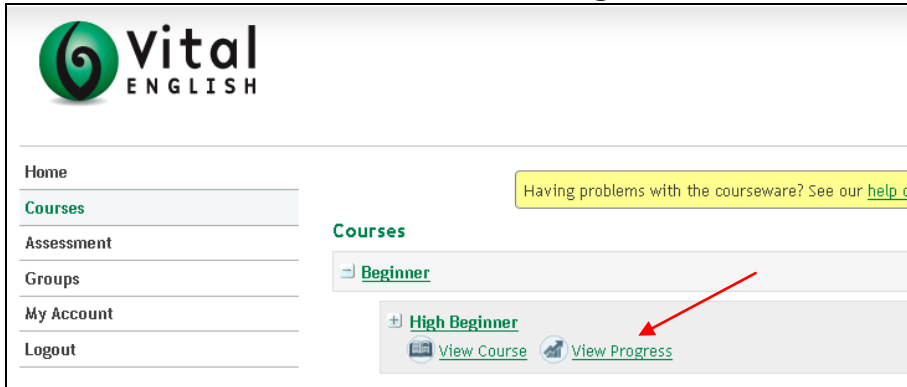 Vital
ENGLISH
Home
Courses
Assessment
Groups
My Account
Logout
Having problems with the courseware? See our help
Courses
Beginner
High Beginner
View Course View Progress